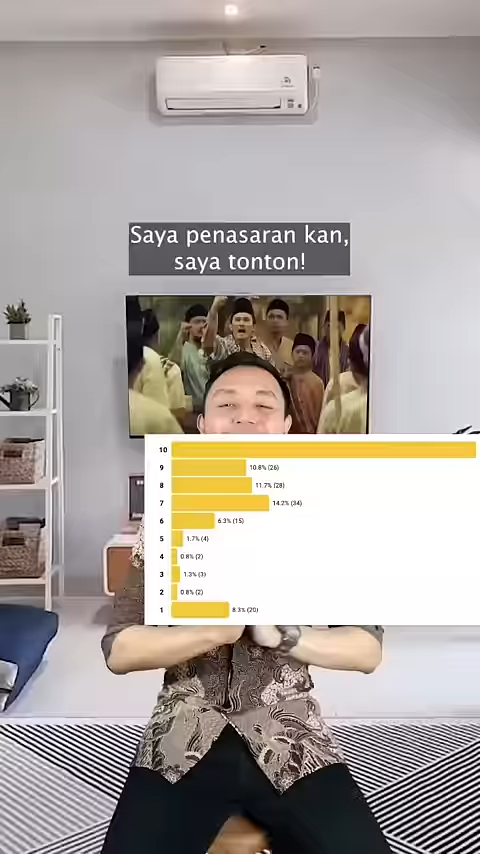 Saya penasaran kan,
saya tonton!
10
9 10.8% (26)
8 11.7% (28)
7 14.2% (34)
6 6.3% (15)
5 1.7% (4)
4 0.8% (2)
3 1.3% (3)
2 0.8% (2)
1 8.3% (20)